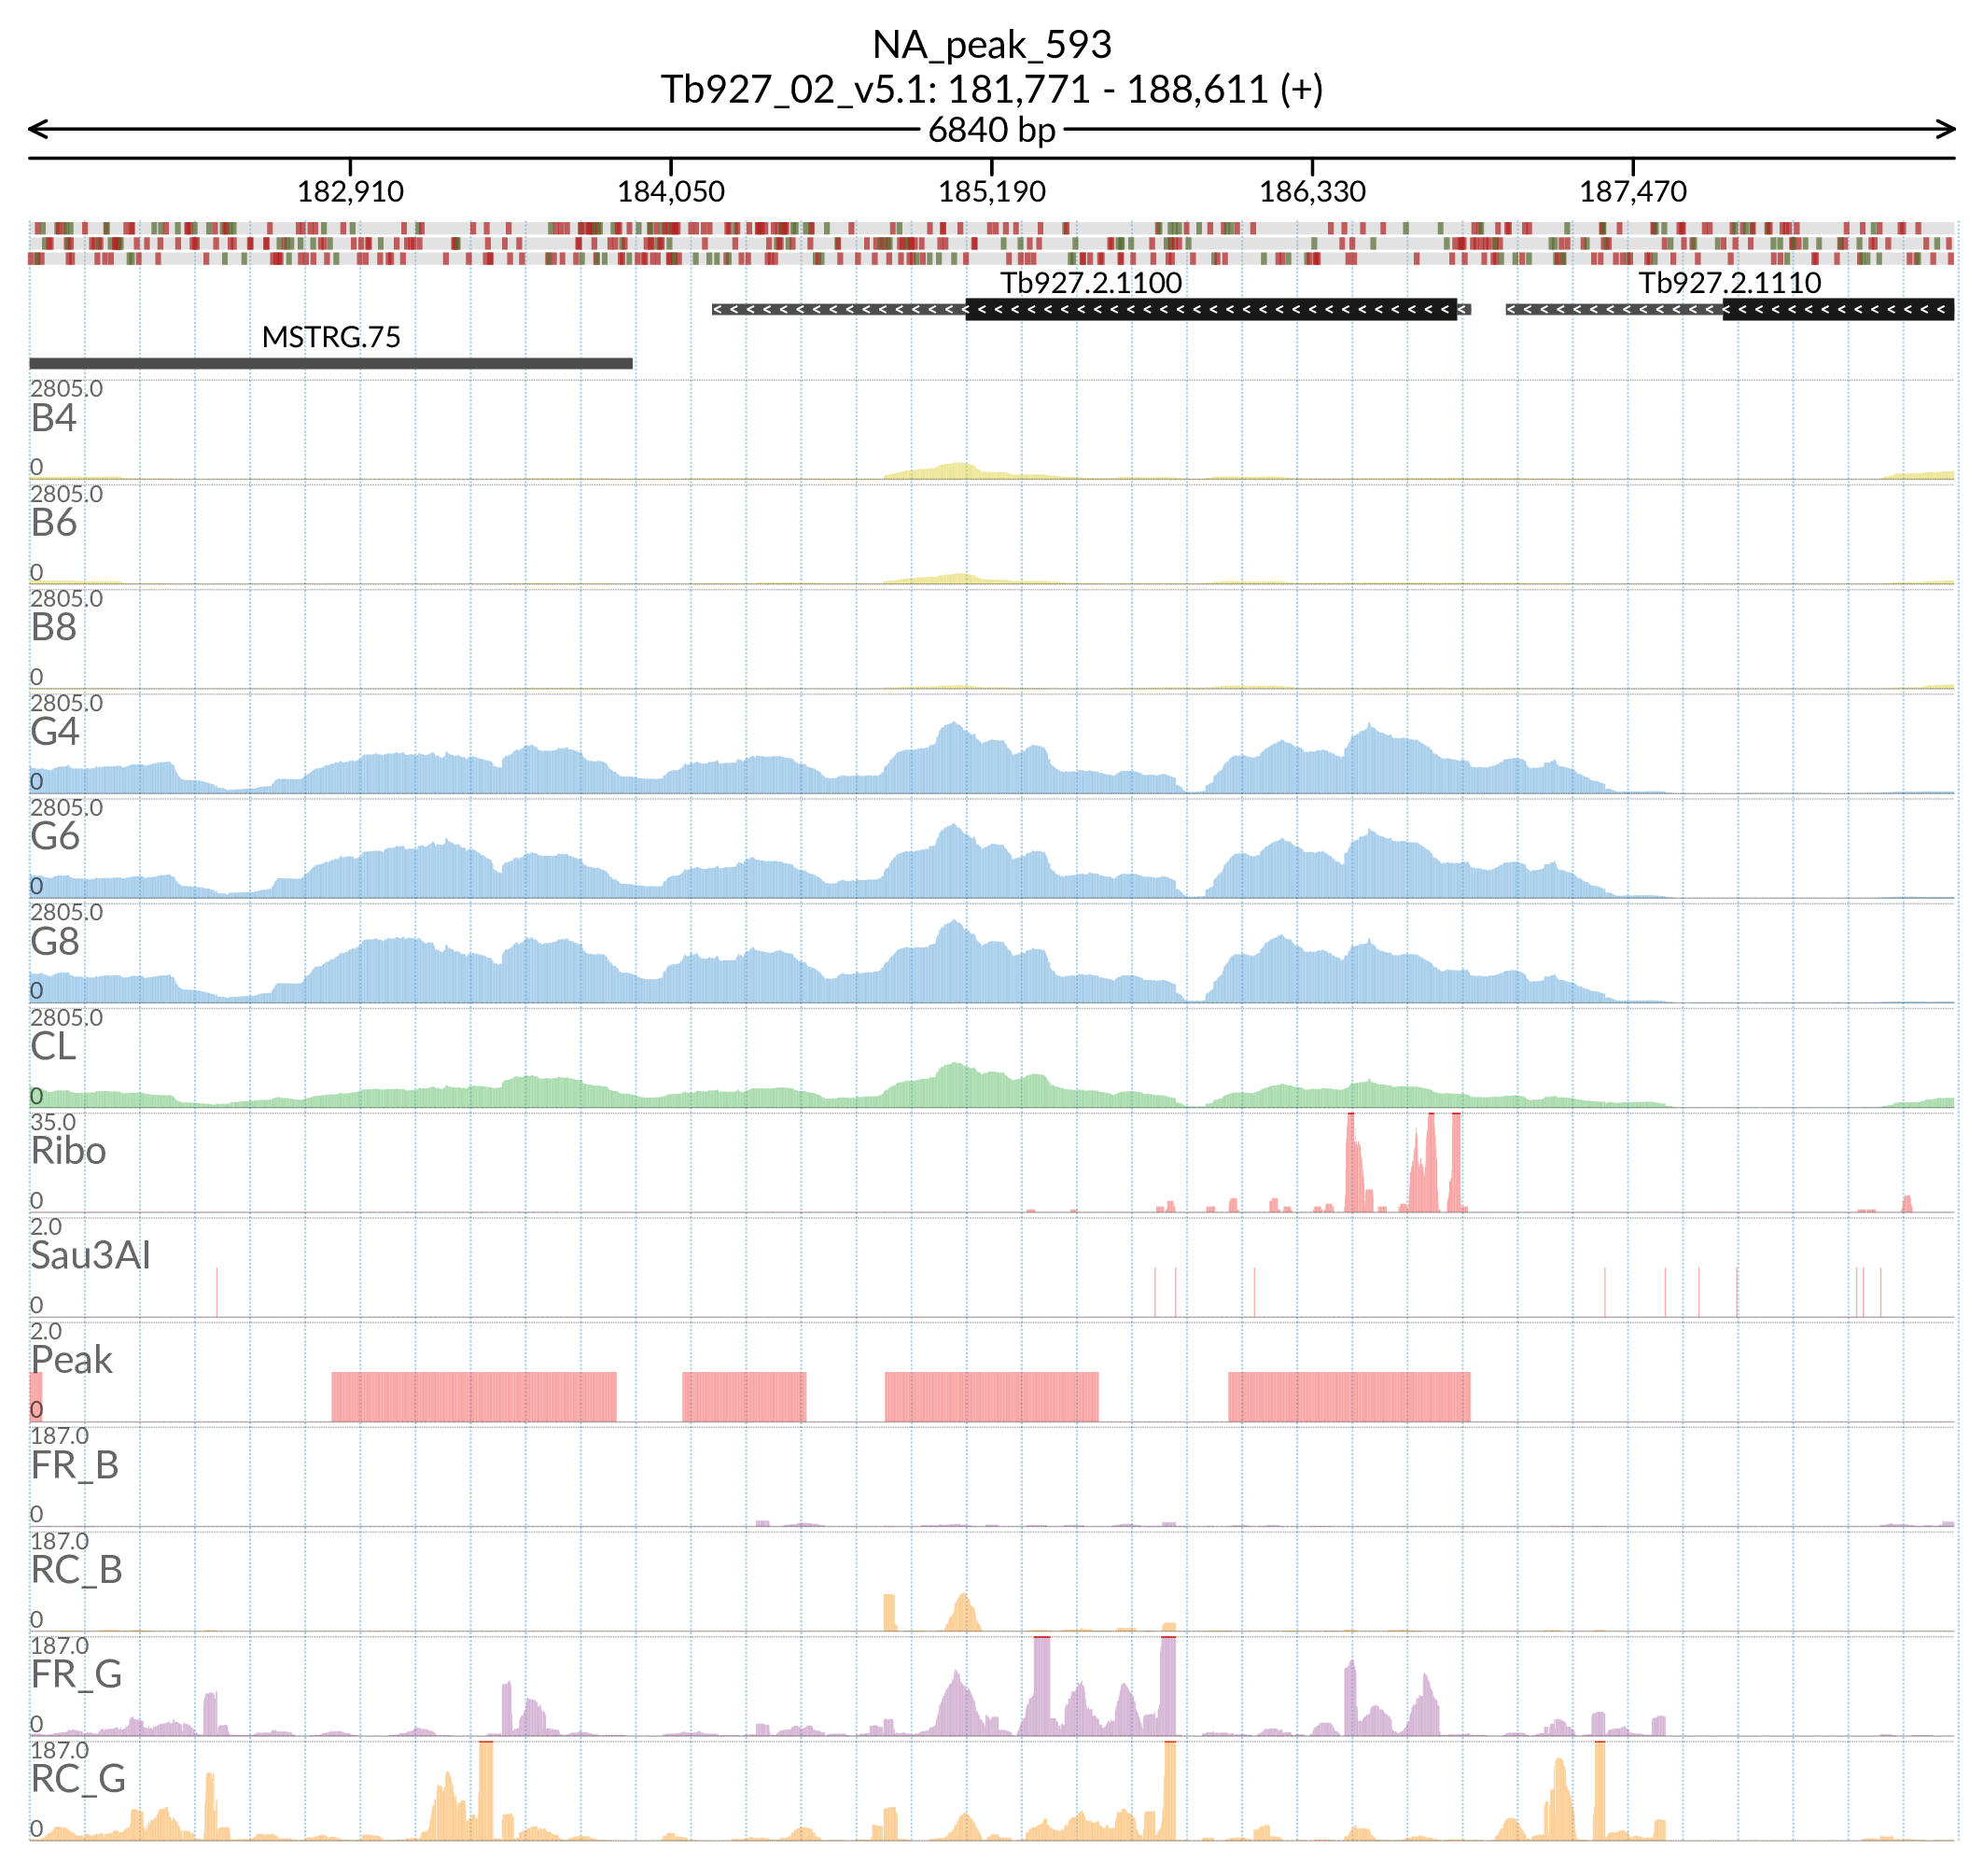 NA_peak_593
Tb927_02_v5.1: 181,771 - 188,611 (+)
6840 bp
182,910 184,050 185,190 186,330 187,470
Tb927.2.1100 Tb927.2.1110
MSTRG.75
2805.0
B4
0
2805.0
B6
0
2805.0
B8
0
2805.0
G4
0
2805.0
G6
0
2805.0
G8
0
2805.0
CL
0
35.0
Ribo
0
2.0
Sau3AI
0
2.0
Peak
0
187.0
FR_B
0
187.0
RC_B
0
187.0
FR_G
0
187.0
RC_G
0